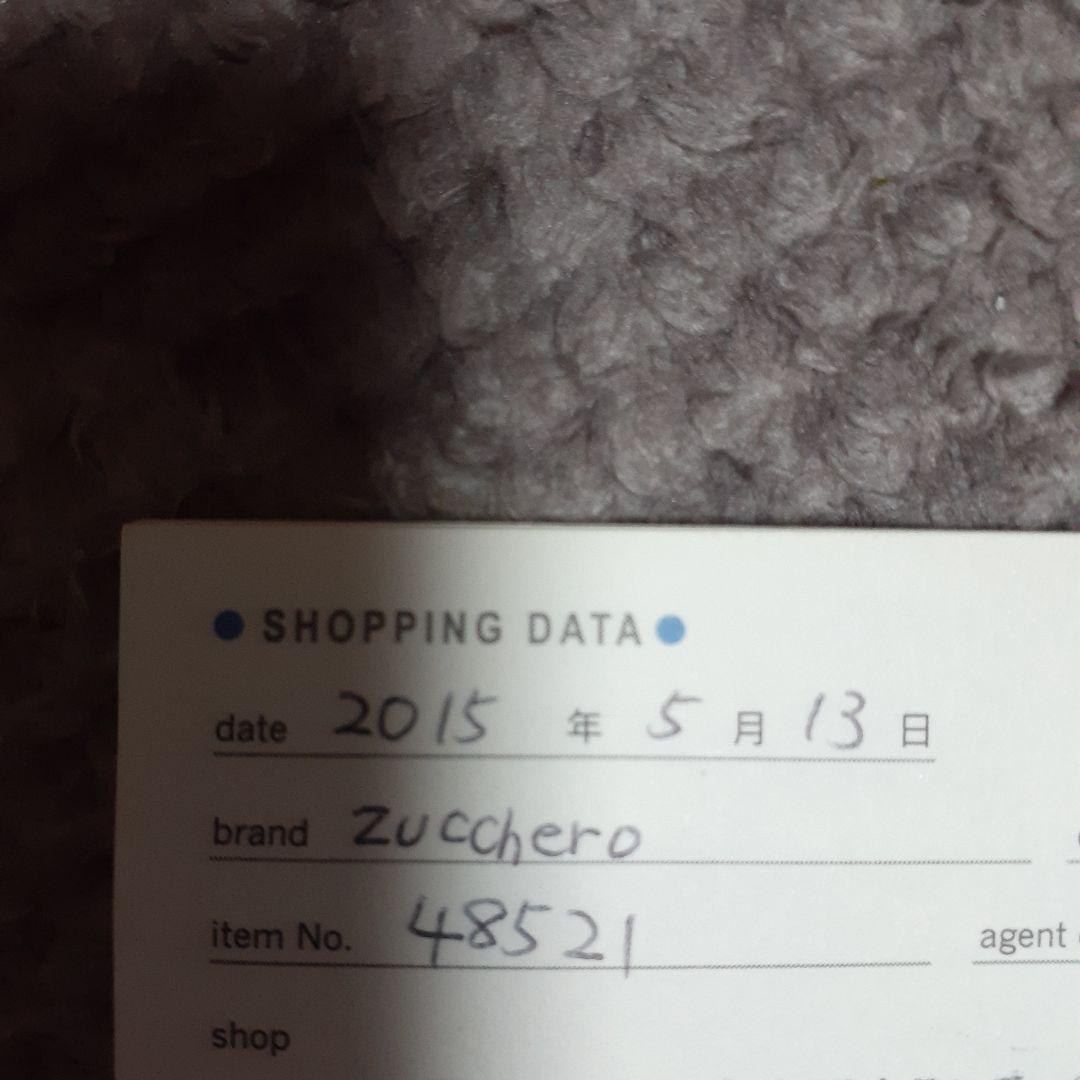 ● SHOPPING DATA ●
date 2015 年 5 月 13 日
brand zucchero
item No. 48521 agent
shop